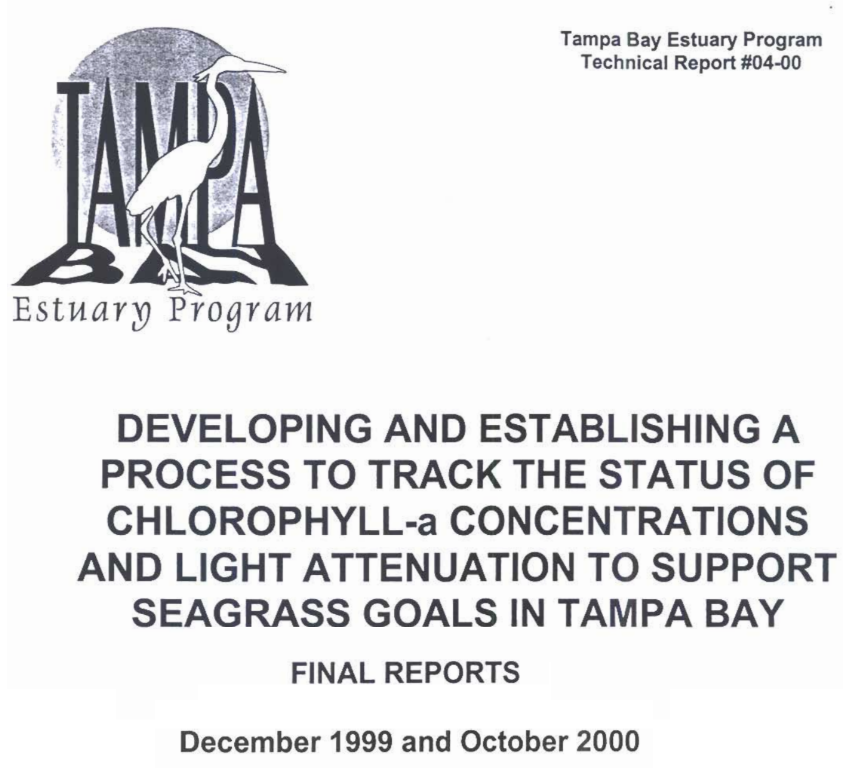 Tampa Bay Estuary Program
Technical Report #04-00
TAMPA
BAY
Estuary Program
DEVELOPING AND ESTABLISHING A
PROCESS TO TRACK THE STATUS OF
CHLOROPHYLL-a CONCENTRATIONS
AND LIGHT ATTENUATION TO SUPPORT
SEAGRASS GOALS IN TAMPA BAY
FINAL REPORTS
December 1999 and October 2000